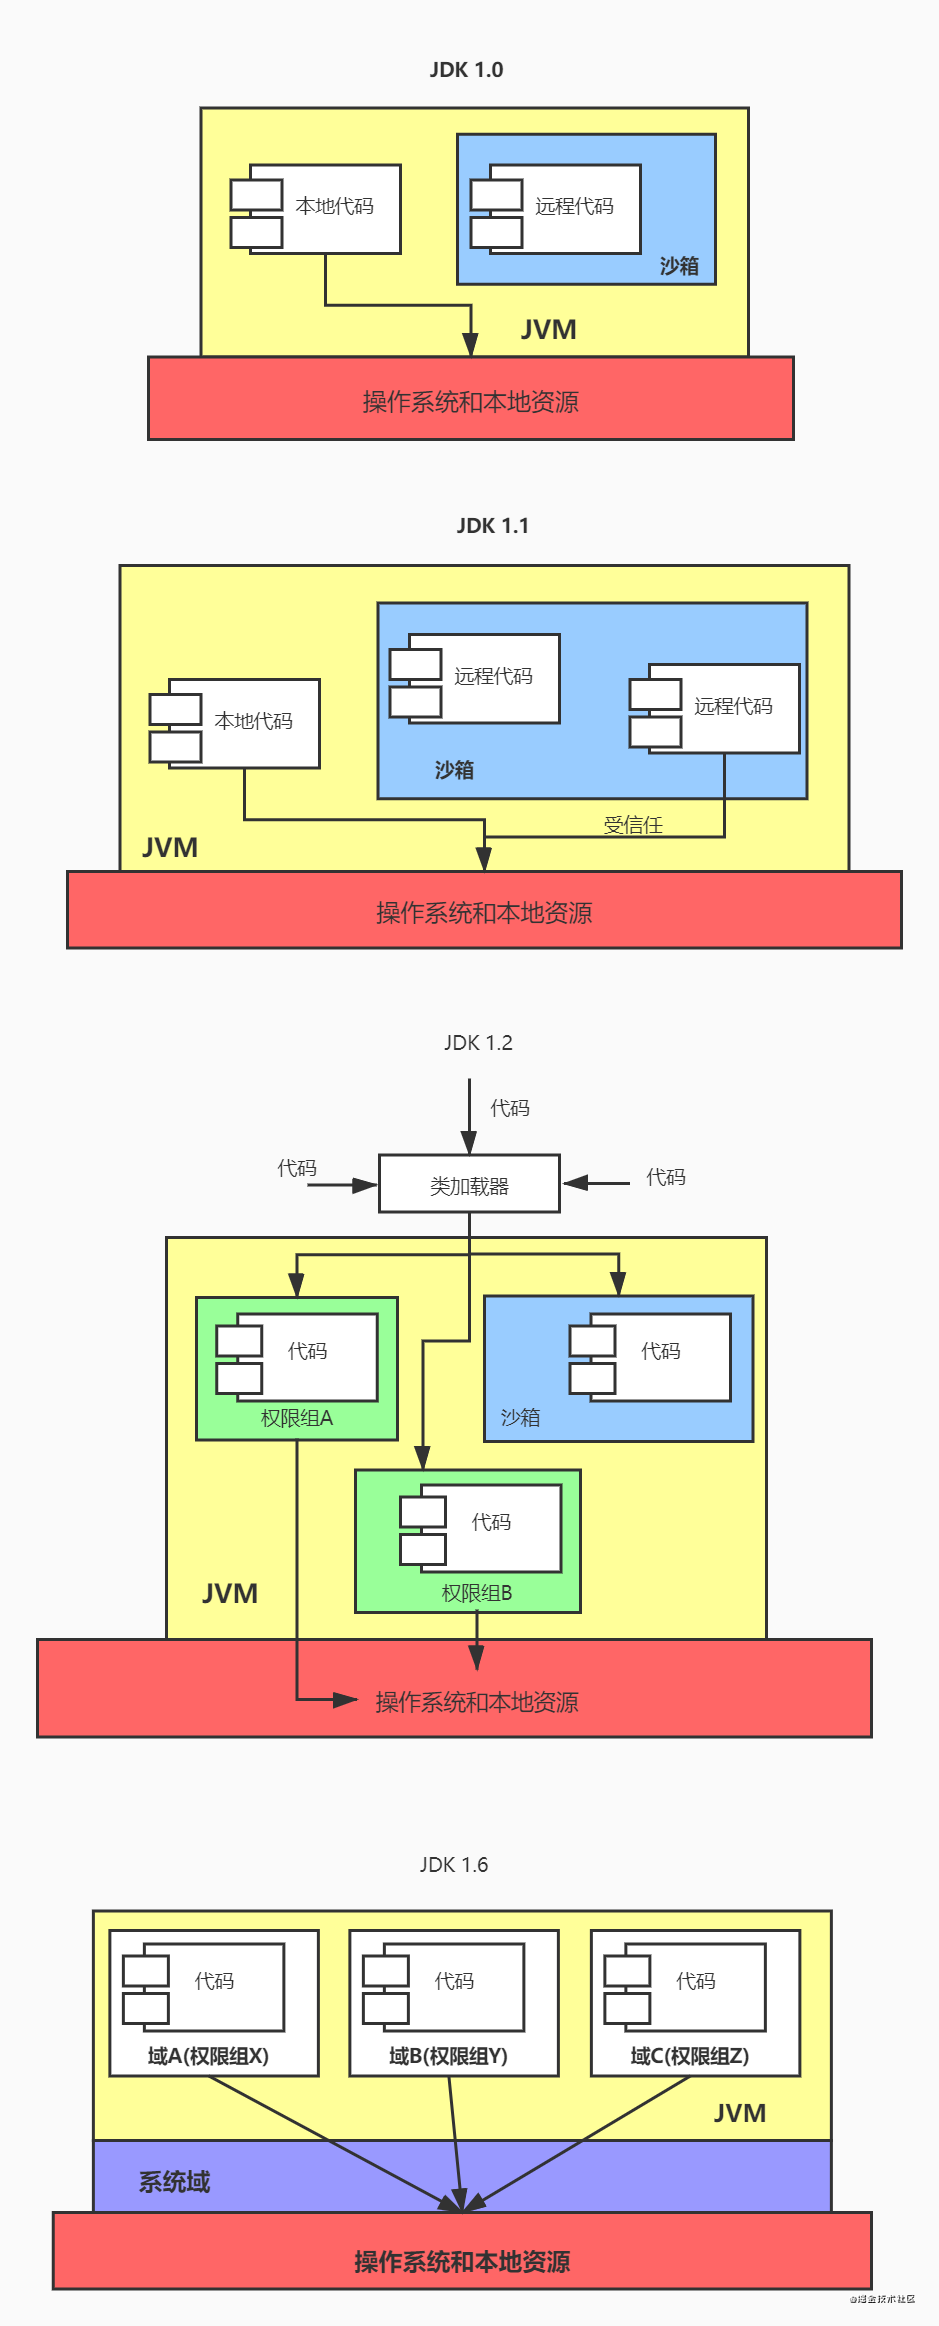 JDK 1.0
本地代码
远程代码
沙箱
JVM
操作系统和本地资源
JDK 1.1
远程代码
远程代码
本地代码
沙箱
受信任
JVM
操作系统和本地资源
JDK 1.2
代码
代码
代码
类加载器
代码
代码
权限组A
沙箱
代码
权限组B
JVM
操作系统和本地资源
JDK 1.6
代码
代码
代码
域A(权限组X)
域B(权限组Y)
域C(权限组Z)
JVM
系统域
操作系统和本地资源
@掘金技术社区